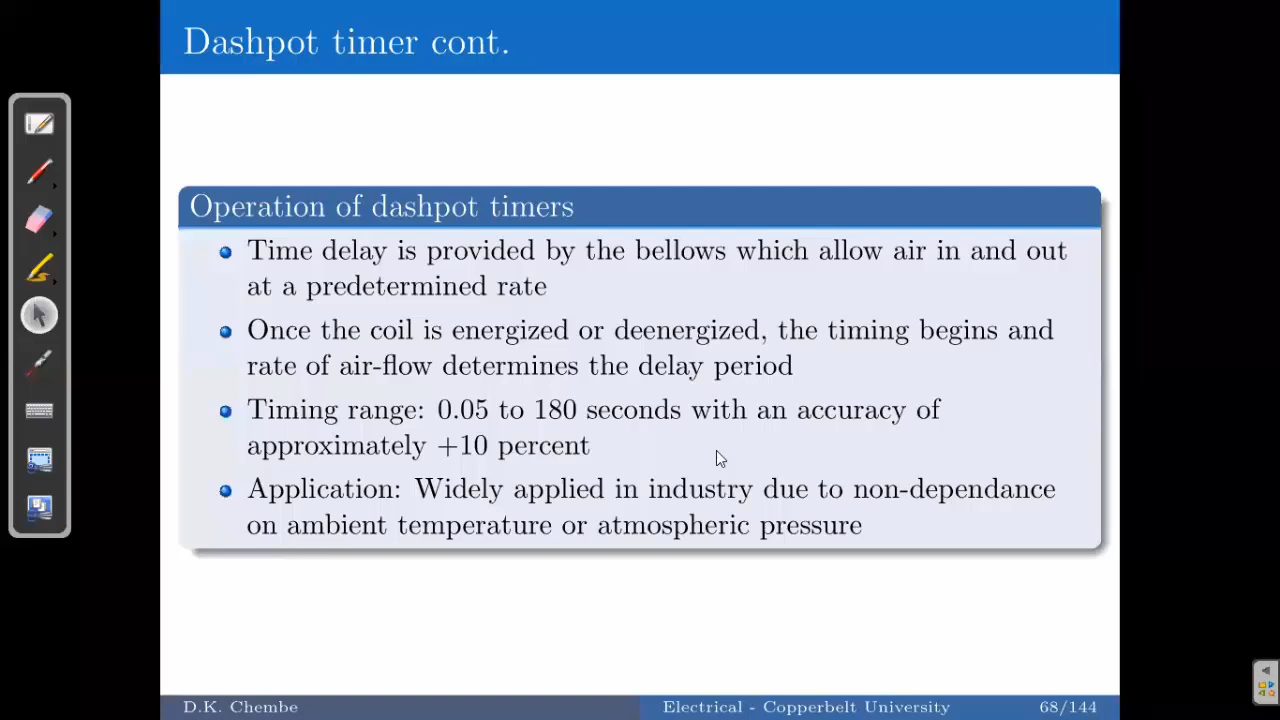 Dashpot timer cont.
Operation of dashpot timers
Time delay is provided by the bellows which allow air in and out
at a predetermined rate
Once the coil is energized or deenergized, the timing begins and
rate of air-flow determines the delay period
Timing range: 0.05 to 180 seconds with an accuracy of
approximately +10 percent
Application: Widely applied in industry due to non-dependance
on ambient temperature or atmospheric pressure
D.K. Chembe
Electrical - Copperbelt University
68/144